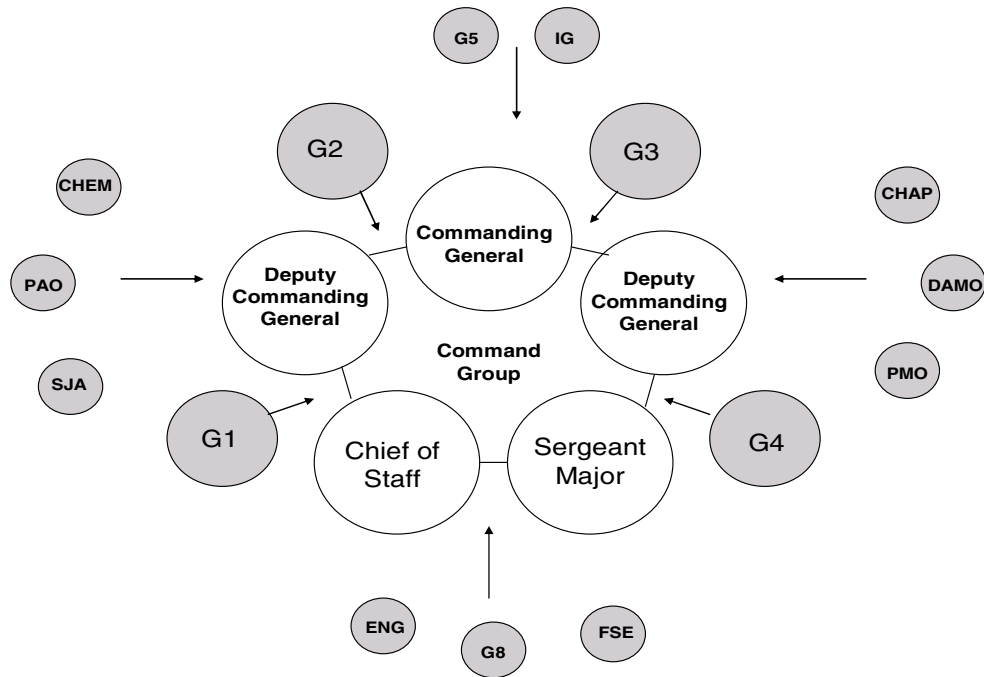 G5
IG
G2
G3
CHEM
CHAP
Commanding
General
Deputy
Commanding
General
Deputy
Commanding
General
PAO
DAMO
Command
Group
SJA
PMO
G1
Chief of
Staff
Sergeant
Major
G4
ENG
G8
FSE